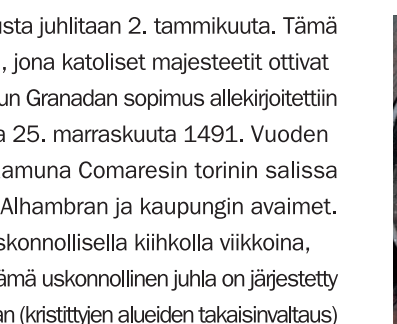 usta juhlitaan 2. tammikuuta. Tämä
, jona katoliset majesteetit ottivat
un Granadan sopimus allekirjoitettiin
a 25. marraskuuta 1491. Vuoden
amuna Comaresin torinin salissa
Alhambran ja kaupungin avaimet.
skonnollisella kiihkolla viikkoina,
ämä uskonnollinen juhla on järjestetty
an (kristittyjen alueiden takaisinvaltaus)